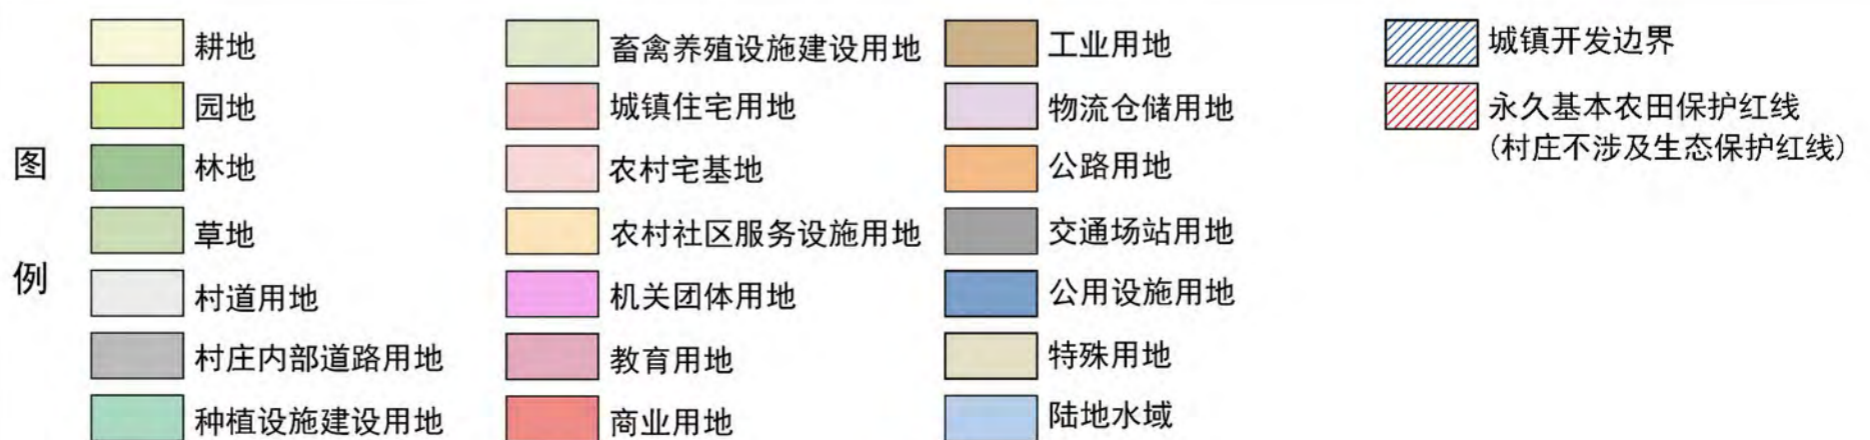 图例
耕地
园地
林地
草地
村道用地
村庄内部道路用地
种植设施建设用地
畜禽养殖设施建设用地
城镇住宅用地
农村宅基地
农村社区服务设施用地
机关团体用地
教育用地
商业用地
工业用地
物流仓储用地
公路用地
交通场站用地
公用设施用地
特殊用地
陆地水域
城镇开发边界
永久基本农田保护红线
(村庄不涉及生态保护红线)